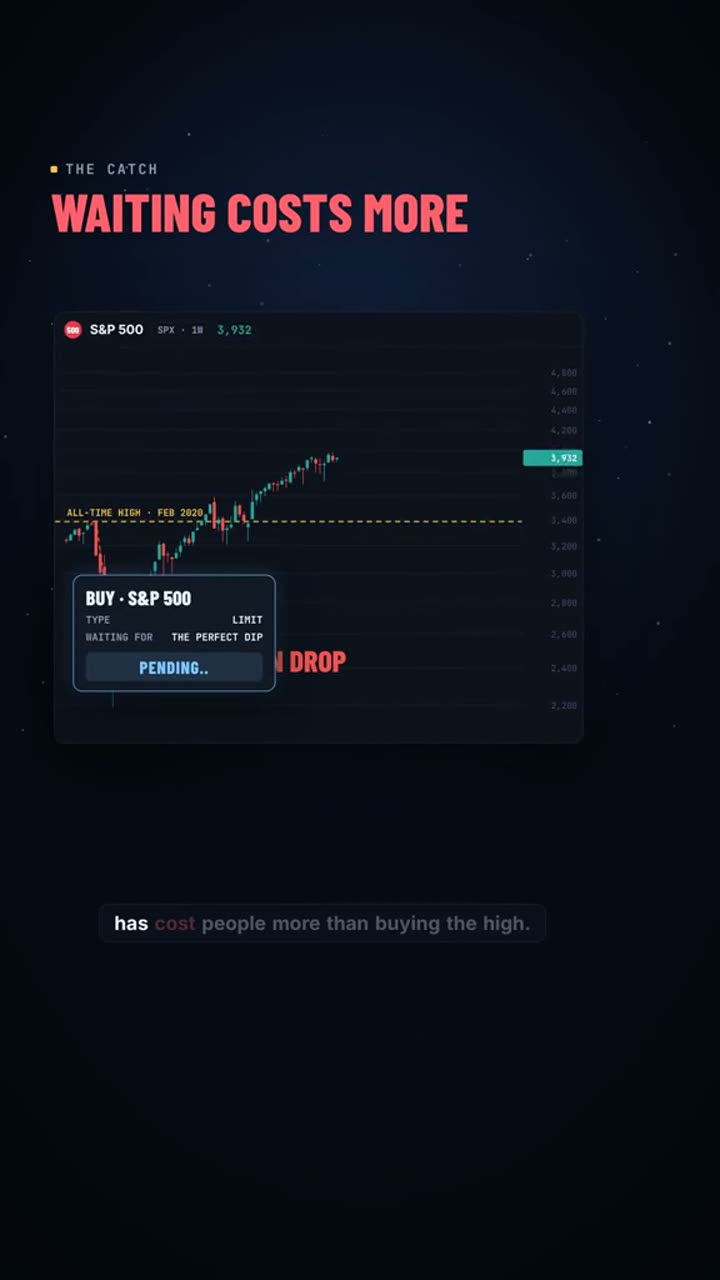 THE CATCH
WAITING COSTS MORE
500 S&P 500 SPX · 1W 3,932
4,800
4,600
4,400
4,200
3,932
3,600
ALL-TIME HIGH · FEB 2020
3,400
3,200
3,000
2,800
2,600
2,400
2,200
BUY · S&P 500
TYPE LIMIT
WAITING FOR THE PERFECT DIP
PENDING..
DROP
has cost people more than buying the high.